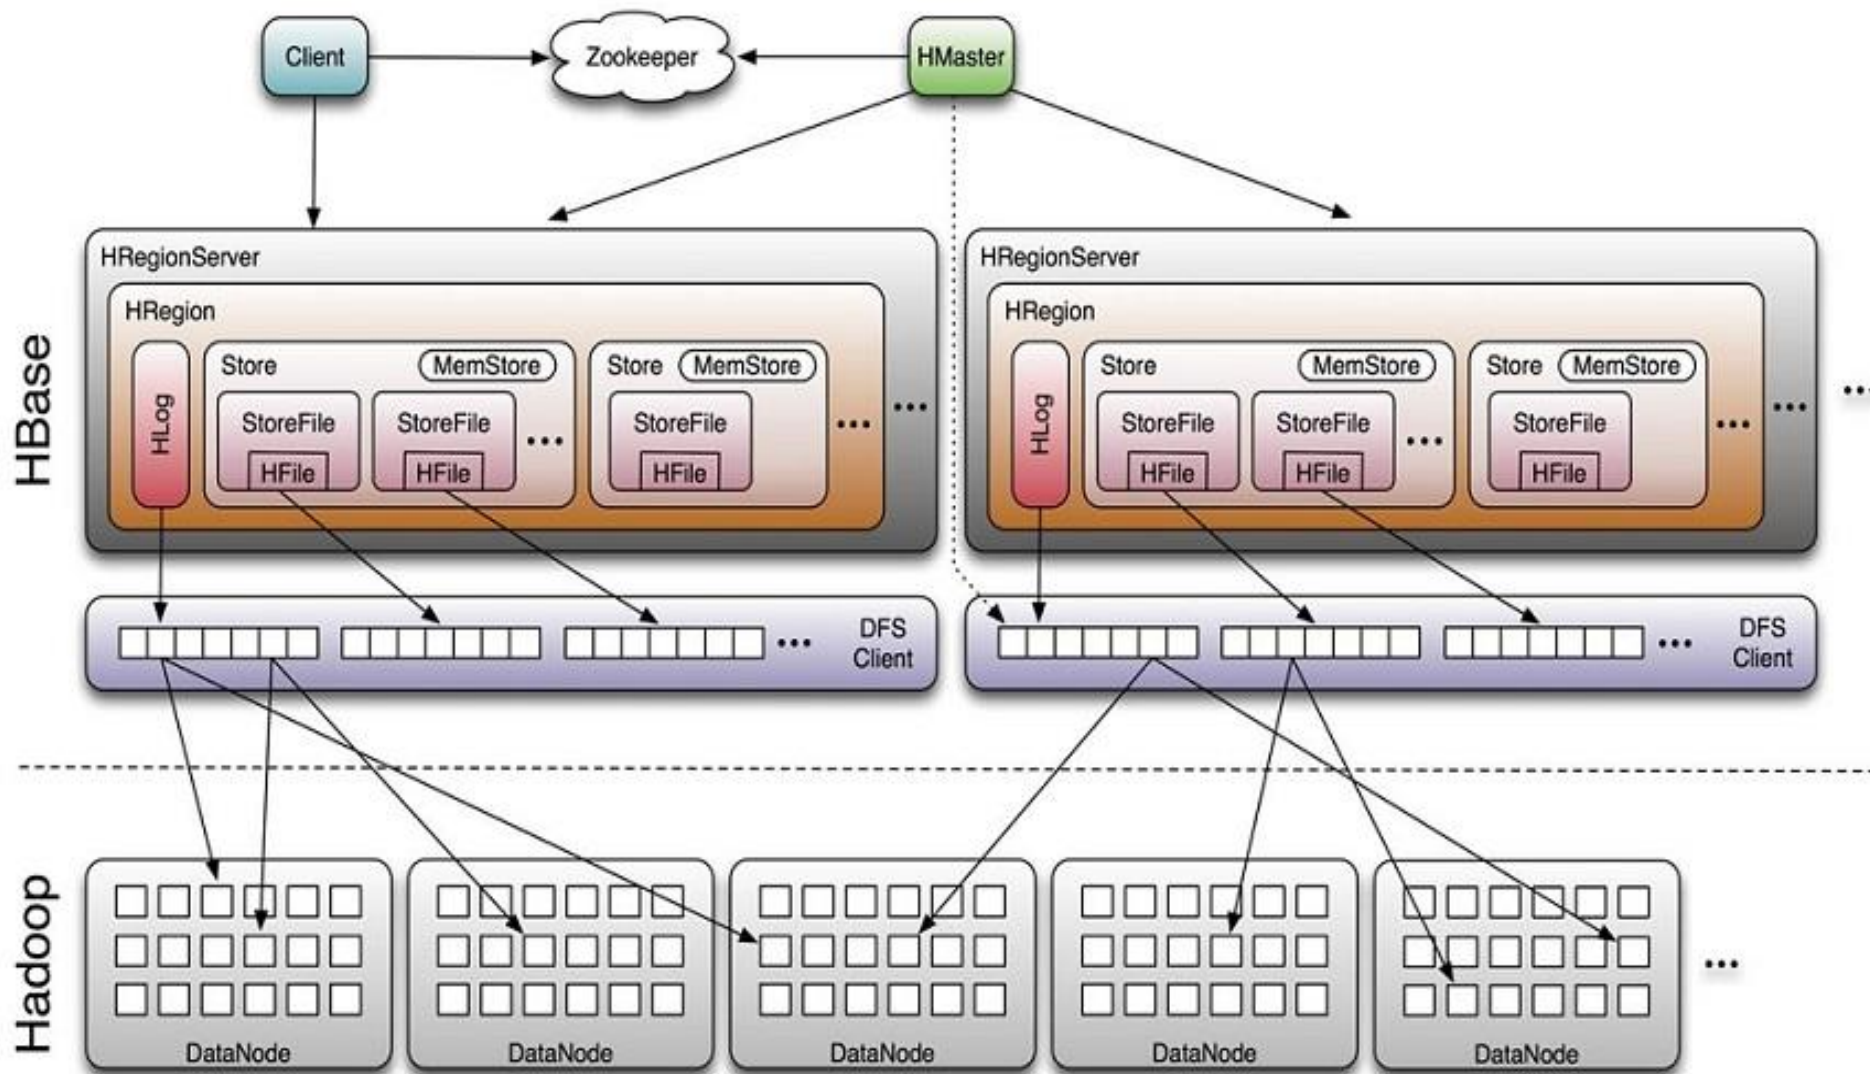 Client
Zookeeper
HMaster
HBase
HRegionServer
HRegion
HLog
Store
MemStore
StoreFile
HFile
StoreFile
HFile
...
Store
MemStore
StoreFile
HFile
...
...
HRegionServer
HRegion
HLog
Store
MemStore
StoreFile
HFile
StoreFile
HFile
...
Store
MemStore
StoreFile
HFile
...
...
...
...
DFS
Client
...
DFS
Client
Hadoop
DataNode
DataNode
DataNode
DataNode
DataNode
...